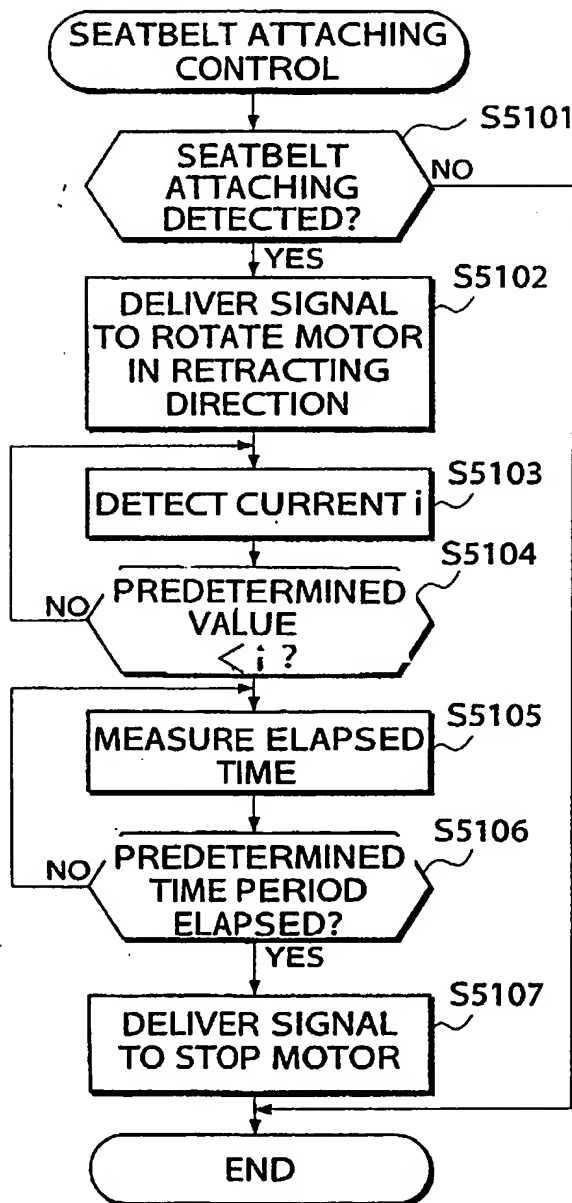 SEATBELT ATTACHING
CONTROL
S5101
SEATBELT
ATTACHING
DETECTED?
NO
YES
S5102
DELIVER SIGNAL
TO ROTATE MOTOR
IN RETRACTING
DIRECTION
S5103
DETECT CURRENT i
S5104
PREDETERMINED
VALUE
< i ?
NO
S5105
MEASURE ELAPSED
TIME
S5106
PREDETERMINED
TIME PERIOD
ELAPSED?
NO
YES
S5107
DELIVER SIGNAL
TO STOP MOTOR
END